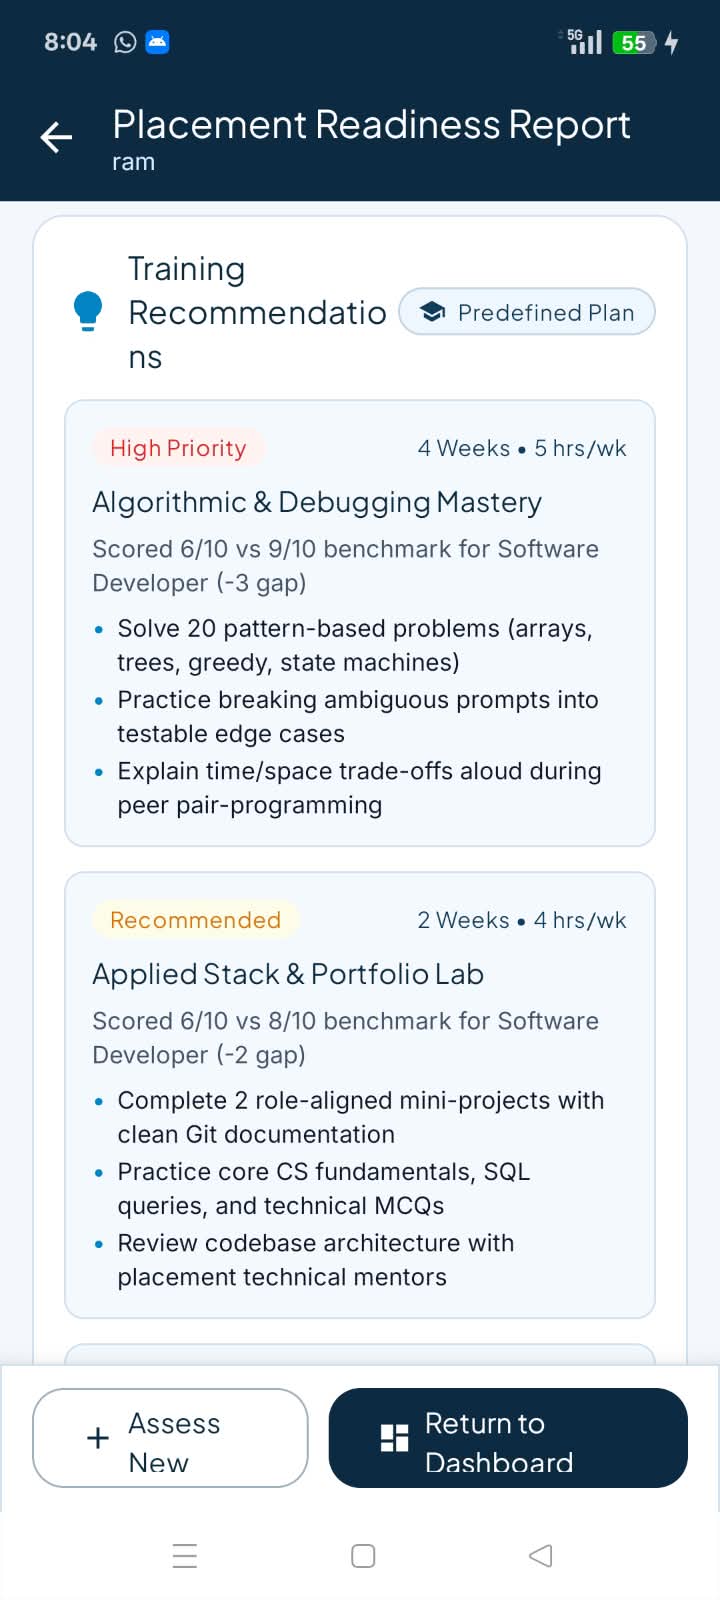 8:04
5G
55
Placement Readiness Report
ram
Training
Recommendatio
ns
Predefined Plan
High Priority
4 Weeks • 5 hrs/wk
Algorithmic & Debugging Mastery
Scored 6/10 vs 9/10 benchmark for Software
Developer (-3 gap)
• Solve 20 pattern-based problems (arrays,
trees, greedy, state machines)
• Practice breaking ambiguous prompts into
testable edge cases
• Explain time/space trade-offs aloud during
peer pair-programming
Recommended
2 Weeks • 4 hrs/wk
Applied Stack & Portfolio Lab
Scored 6/10 vs 8/10 benchmark for Software
Developer (-2 gap)
• Complete 2 role-aligned mini-projects with
clean Git documentation
• Practice core CS fundamentals, SQL
queries, and technical MCQs
• Review codebase architecture with
placement technical mentors
Assess
New
Return to
Dashboard